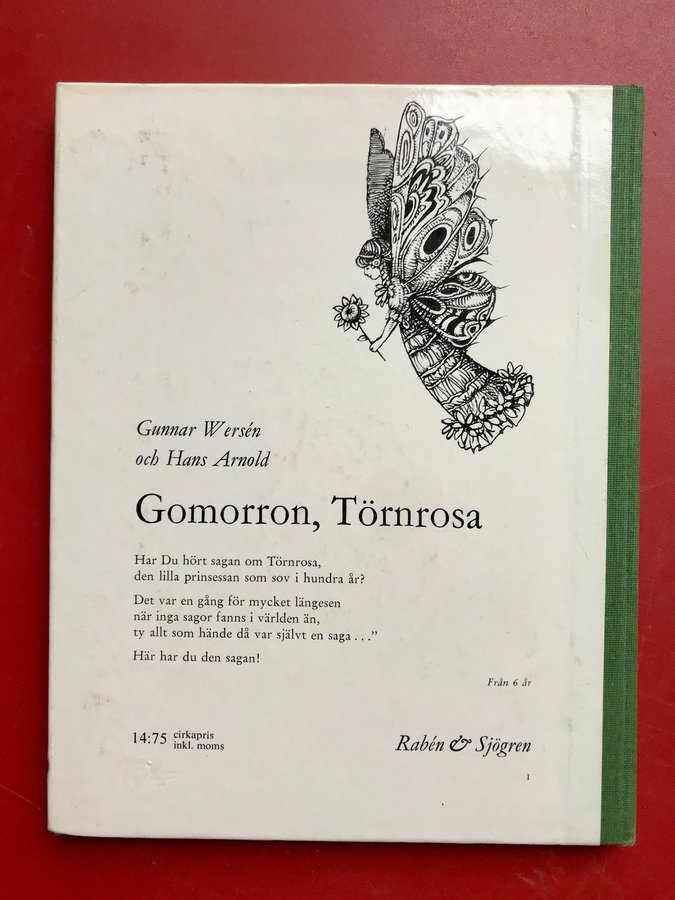 Gunnar Wersén
och Hans Arnold
Gomorron, Törnrosa
Har Du hört sagan om Törnrosa,
den lilla prinsessan som sov i hundra år?
Det var en gång för mycket längesen
när inga sagor fanns i världen än,
ty allt som hände då var självt en saga . . .”
Här har du den sagan!
Från 6 år
14:75 cirkapris
inkl. moms
Rabén & Sjögren
1